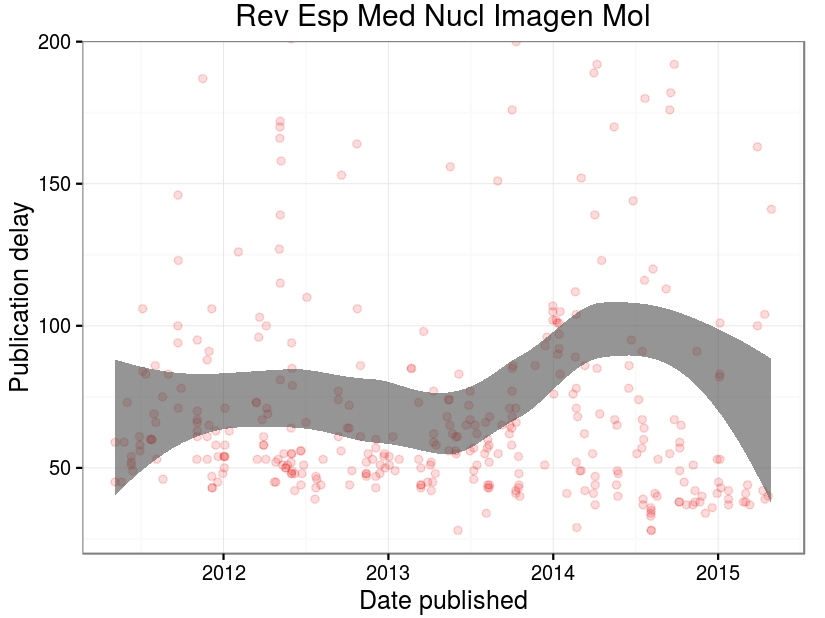 Rev Esp Med Nucl Imagen Mol
200
150
100
50
Publication delay
2012 2013 2014 2015
Date published